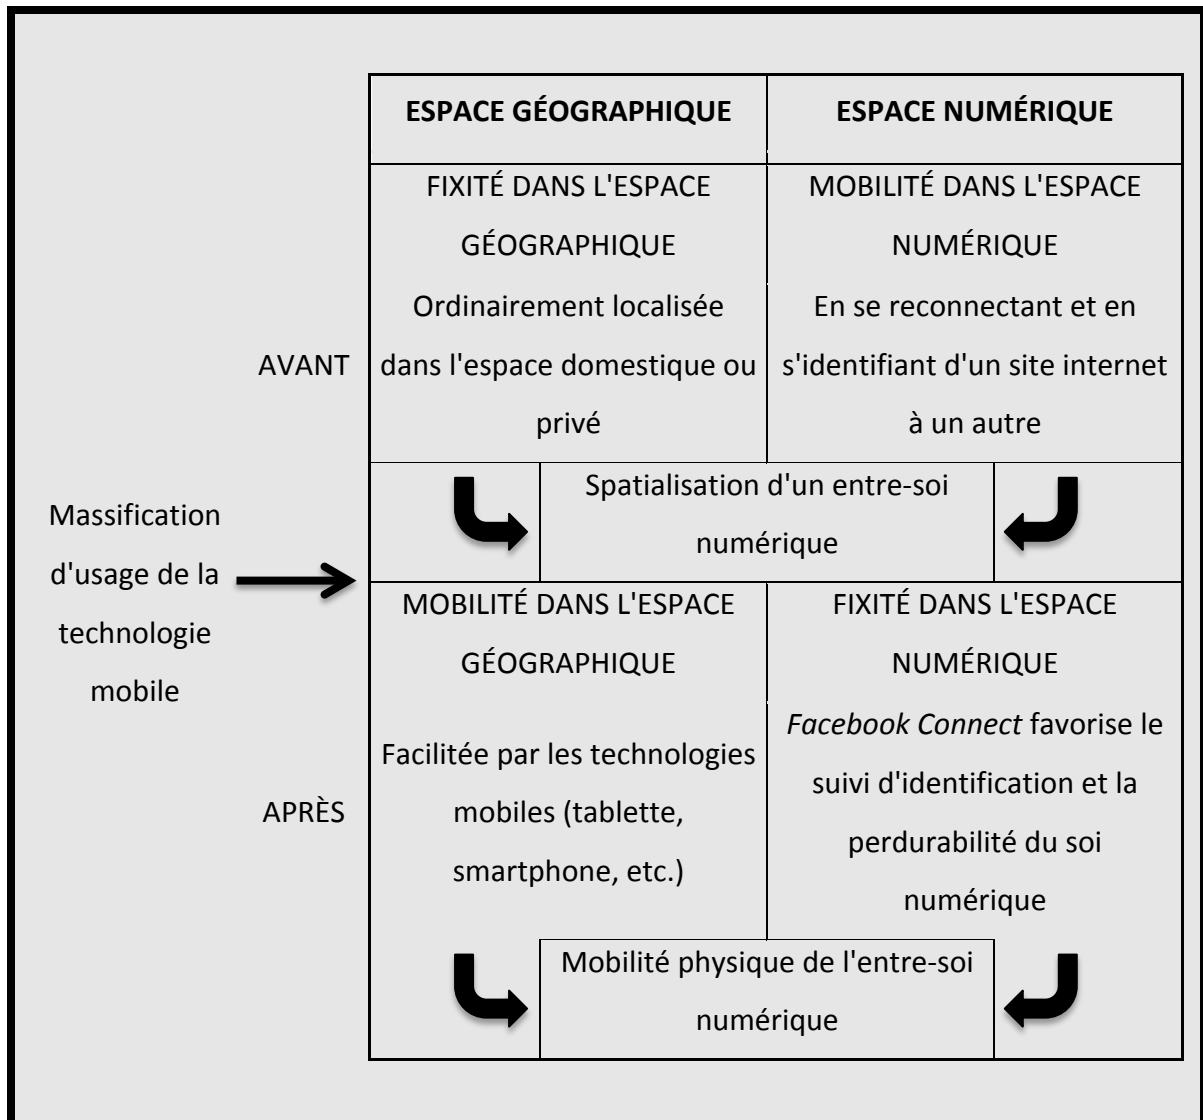 ESPACE GÉOGRAPHIQUE
ESPACE NUMÉRIQUE
AVANT
FIXITÉ DANS L'ESPACE
GÉOGRAPHIQUE
Ordinairement localisée
dans l'espace domestique ou
privé
MOBILITÉ DANS L'ESPACE
NUMÉRIQUE
En se reconnectant et en
s'identifiant d'un site internet
à un autre
Spatialisation d'un entre-soi
numérique
Massification
d'usage de la
technologie
mobile
APRÈS
MOBILITÉ DANS L'ESPACE
GÉOGRAPHIQUE
Facilitée par les technologies
mobiles (tablette,
smartphone, etc.)
FIXITÉ DANS L'ESPACE
NUMÉRIQUE
Facebook Connect favorise le
suivi d'identification et la
perdurabilité du soi
numérique
Mobilité physique de l'entre-soi
numérique